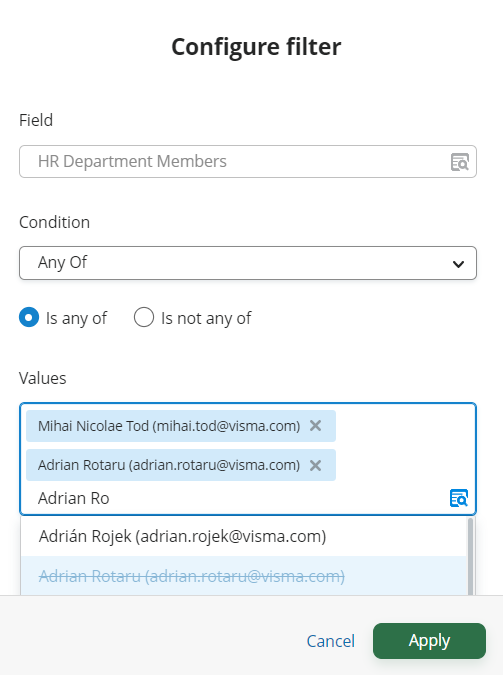 Configure filter
Field
HR Department Members
Condition
Any Of
Is any of Is not any of
Values
Mihai Nicolae Tod (mihai.tod@visma.com)
Adrian Rotaru (adrian.rotaru@visma.com)
Adrian Ro
Adrián Rojek (adrian.rojek@visma.com)
Adrian Rotaru (adrian.rotaru@visma.com)
Cancel Apply